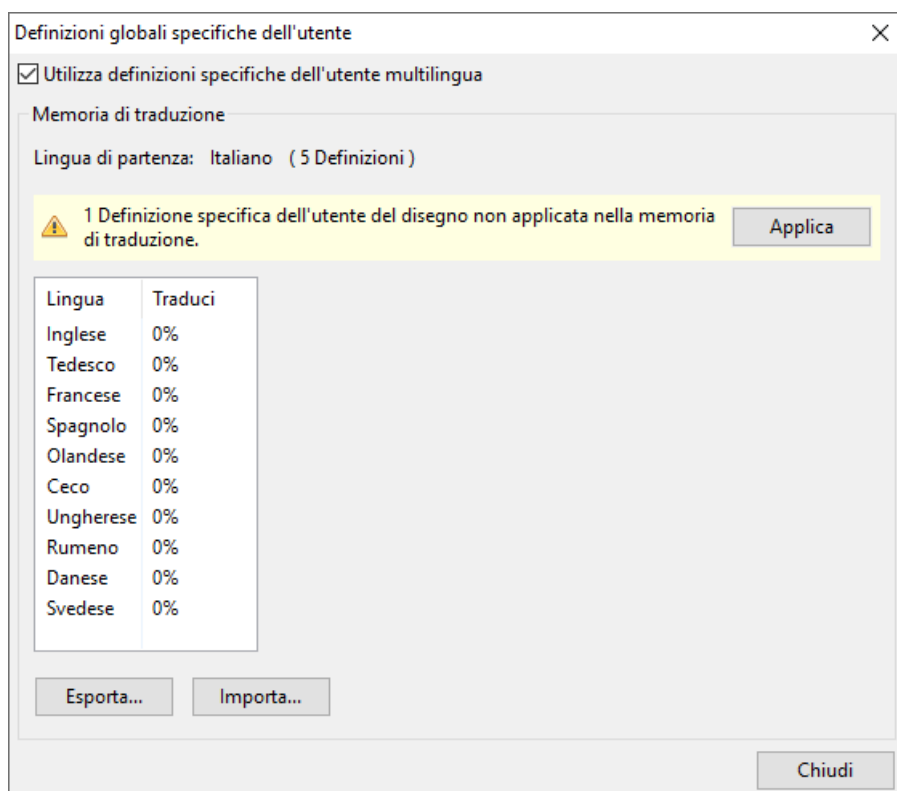 Definizioni globali specifiche dell'utente
Utilizza definizioni specifiche dell'utente multilingua
Memoria di traduzione
Lingua di partenza: Italiano ( 5 Definizioni )
1 Definizione specifica dell'utente del disegno non applicata nella memoria
di traduzione.
Applica
Lingua Traduci
Inglese 0%
Tedesco 0%
Francese 0%
Spagnolo 0%
Olandese 0%
Ceco 0%
Ungherese 0%
Rumeno 0%
Danese 0%
Svedese 0%
Esporta... Importa...
Chiudi